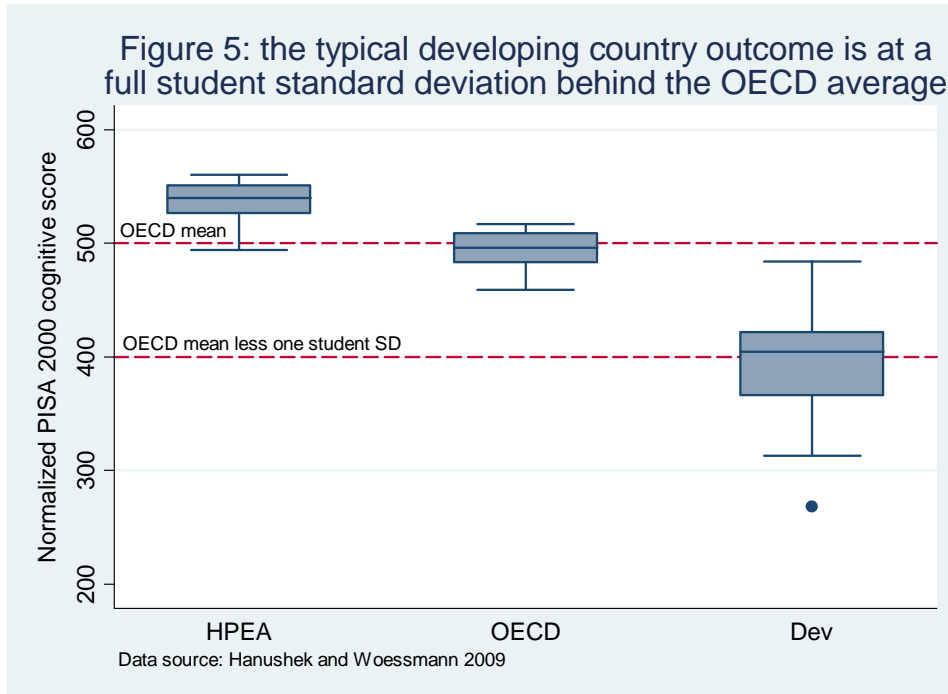 Figure 5: the typical developing country outcome is at a
full student standard deviation behind the OECD average
Normalized PISA 2000 cognitive score
600
500
400
300
200
OECD mean
OECD mean less one student SD
HPEA
OECD
Dev
Data source: Hanushek and Woessmann 2009